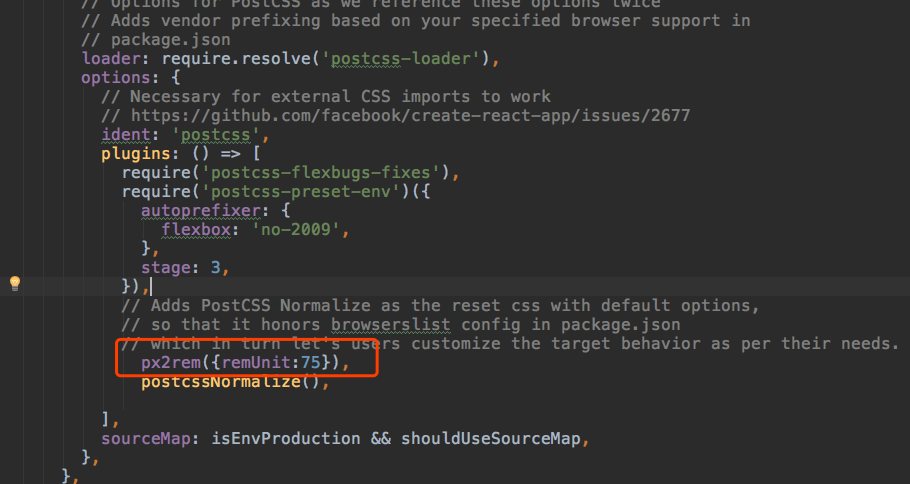 // Options for PostCSS as we reference these options twice
// Adds vendor prefixing based on your specified browser support in
// package.json
loader: require.resolve('postcss-loader'),
options: {
// Necessary for external CSS imports to work
// https://github.com/facebook/create-react-app/issues/2677
ident: 'postcss',
plugins: () => [
require('postcss-flexbugs-fixes'),
require('postcss-preset-env')({
autoprefixer: {
flexbox: 'no-2009',
},
stage: 3,
}),
// Adds PostCSS Normalize as the reset css with default options,
// so that it honors browserslist config in package.json
// which in turn let's users customize the target behavior as per their needs.
px2rem({remUnit:75}),
postcssNormalize(),
],
sourceMap: isEnvProduction && shouldUseSourceMap,
},
},